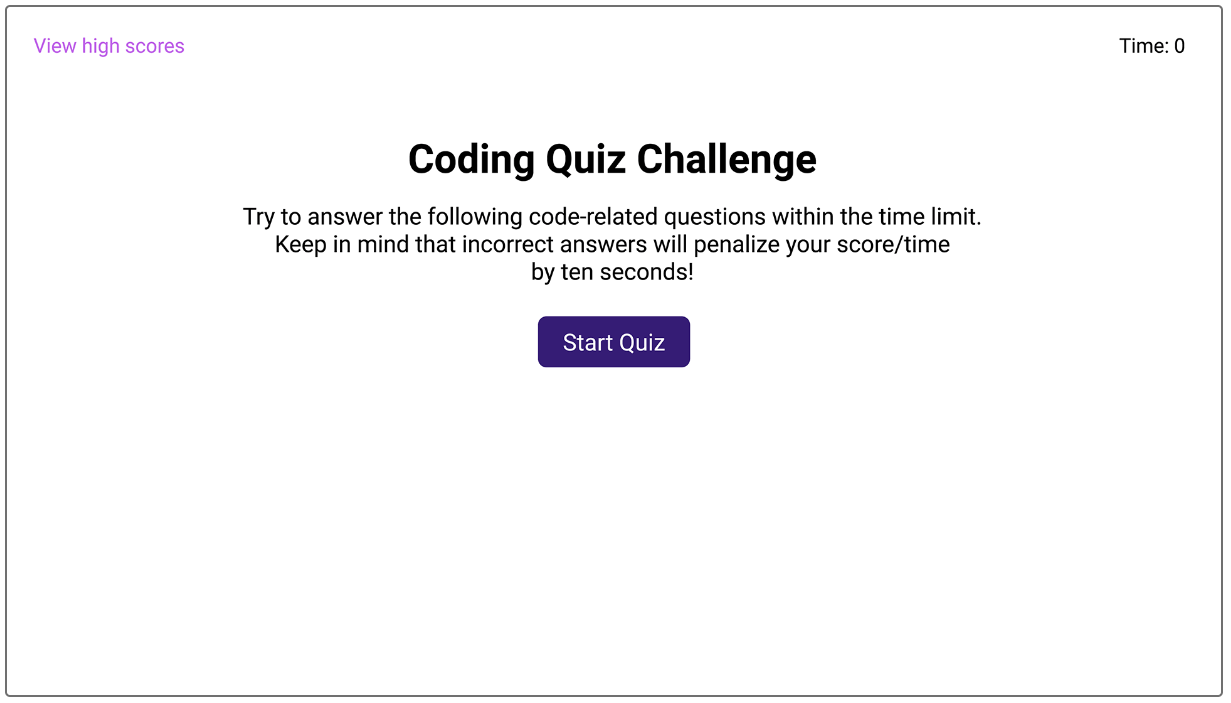 View high scores
Time: 0
Coding Quiz Challenge
Try to answer the following code-related questions within the time limit.
Keep in mind that incorrect answers will penalize your score/time
by ten seconds!
Start Quiz